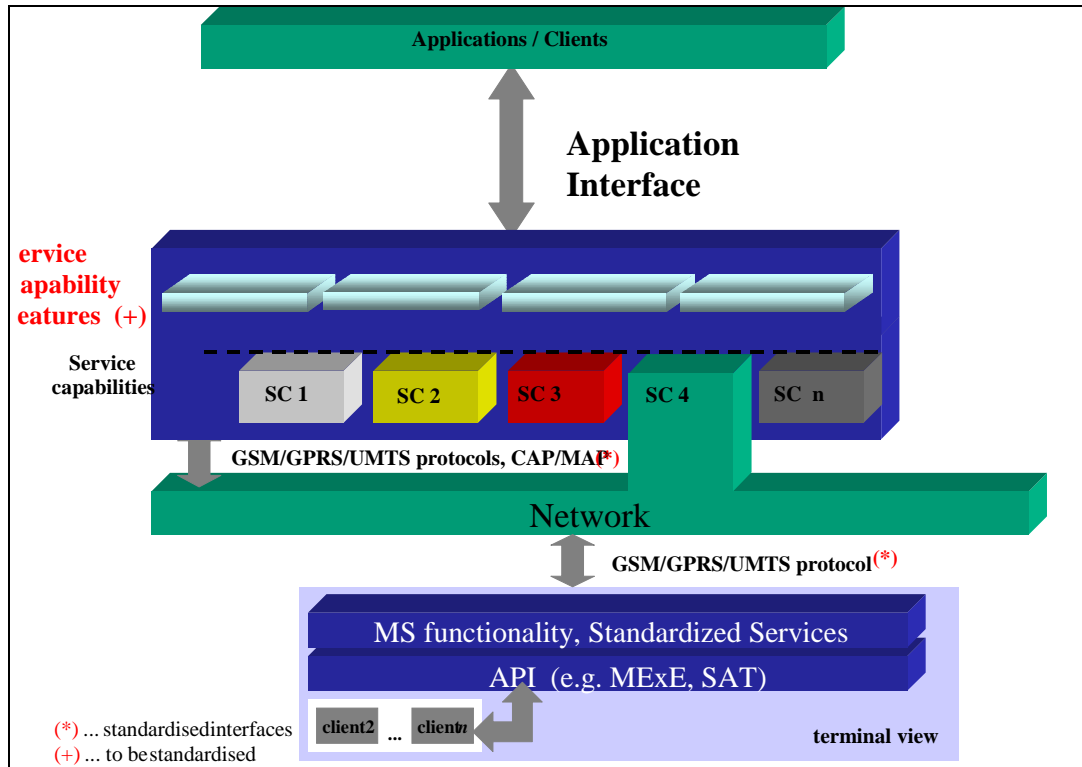 Applications / Clients
Application
Interface
ervice
apability
eatures (+)
Service
capabilities
SC 1
SC 2
SC 3
SC 4
SC n
GSM/GPRS/UMTS protocols, CAP/MAP(*)
Network
GSM/GPRS/UMTS protocol(*)
MS functionality, Standardized Services
API (e.g. MExE, SAT)
client2 ... clientn
(*) ... standardisedinterfaces
(+) ... to bestandardised
terminal view